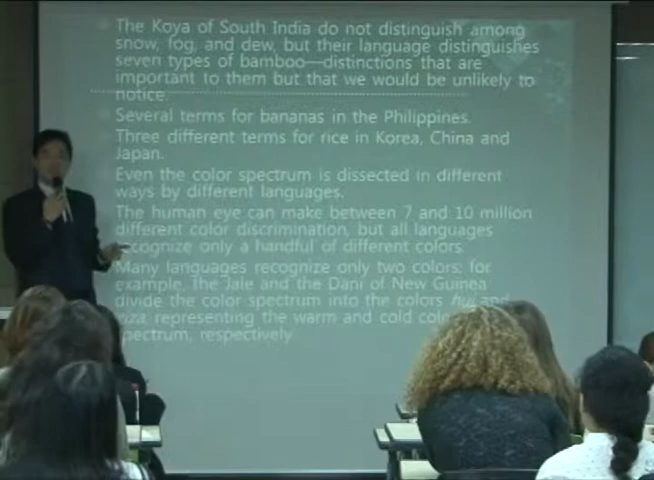 The Koya of South India do not distinguish among
snow, fog, and dew, but their language distinguishes
seven types of bamboo—distinctions that are
important to them but that we would be unlikely to
notice.
Several terms for bananas in the Philippines.
Three different terms for rice in Korea, China and
Japan.
Even the color spectrum is dissected in different
ways by different languages.
The human eye can make between 7 and 10 million
different color discrimination, but all languages
recognize only a handful of different colors.
Many languages recognize only two colors; for
example, The Jale and the Dani of New Guinea
divide the color spectrum into the colors hui and
representing the warm and cold
spectrum, respectively